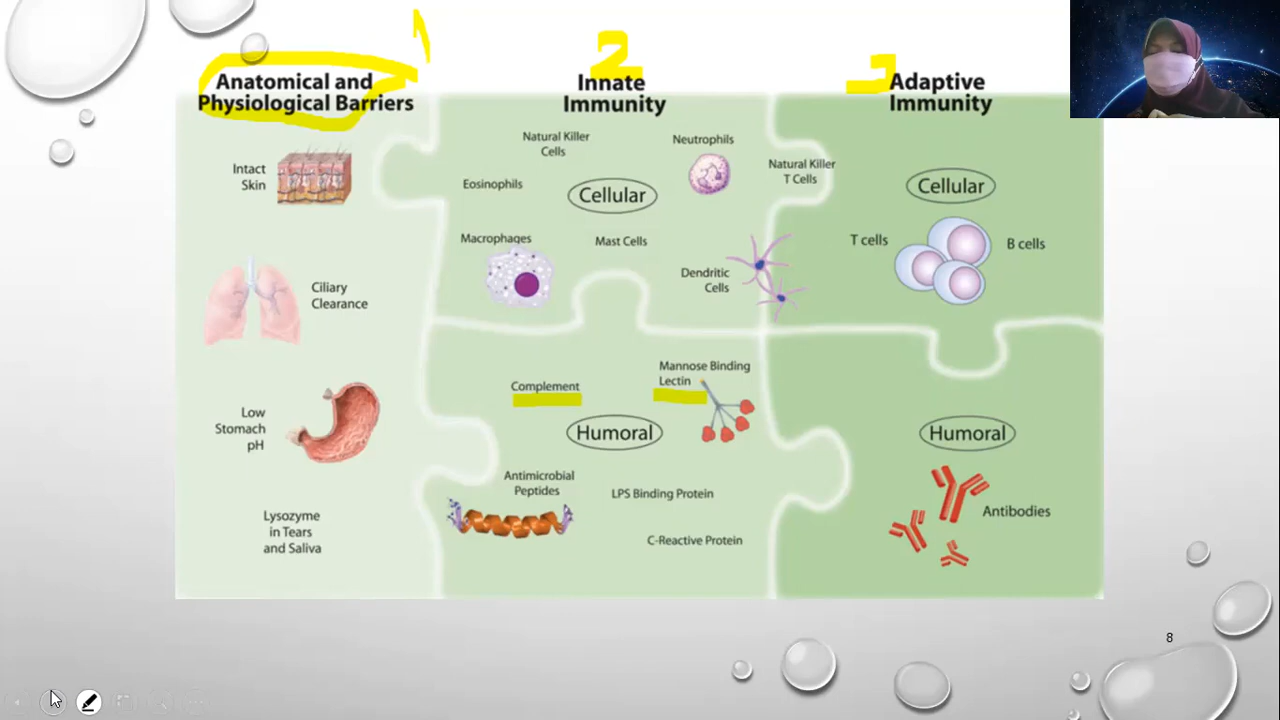 1
2
Anatomical and
Physiological Barriers
Innate
Immunity
Adaptive
Immunity
Intact
Skin
Ciliary
Clearance
Low
Stomach
pH
Lysozyme
in Tears
and Saliva
Natural Killer
Cells
Neutrophils
Eosinophils
Cellular
Macrophages
Mast Cells
Dendritic
Cells
Natural Killer
T Cells
Complement
Mannose Binding
Lectin
Humoral
Antimicrobial
Peptides
LPS Binding Protein
C-Reactive Protein
Cellular
T cells
B cells
Humoral
Antibodies
8